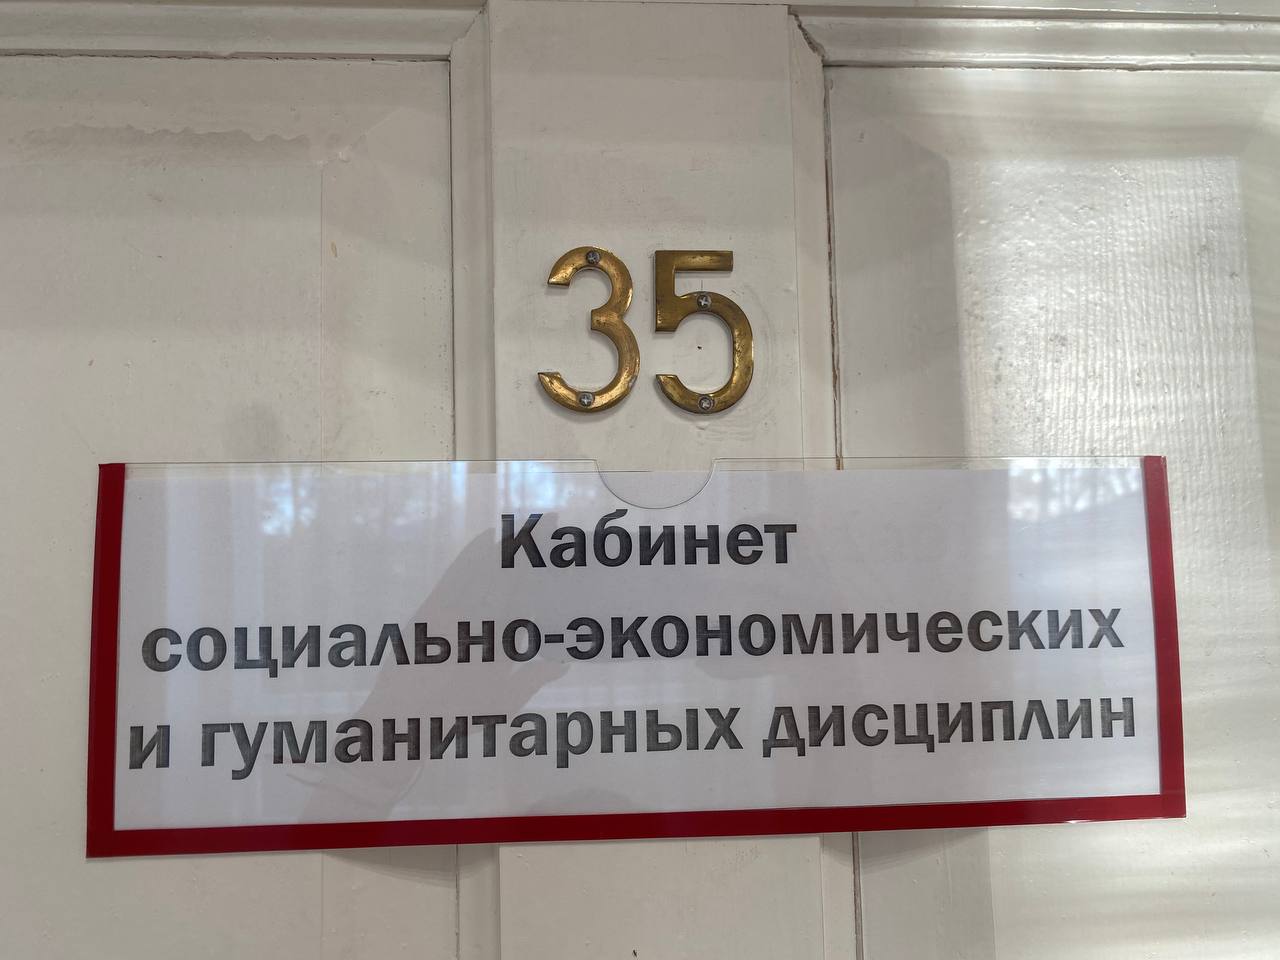 35
Кабинет
социально-экономических
и гуманитарных дисциплин